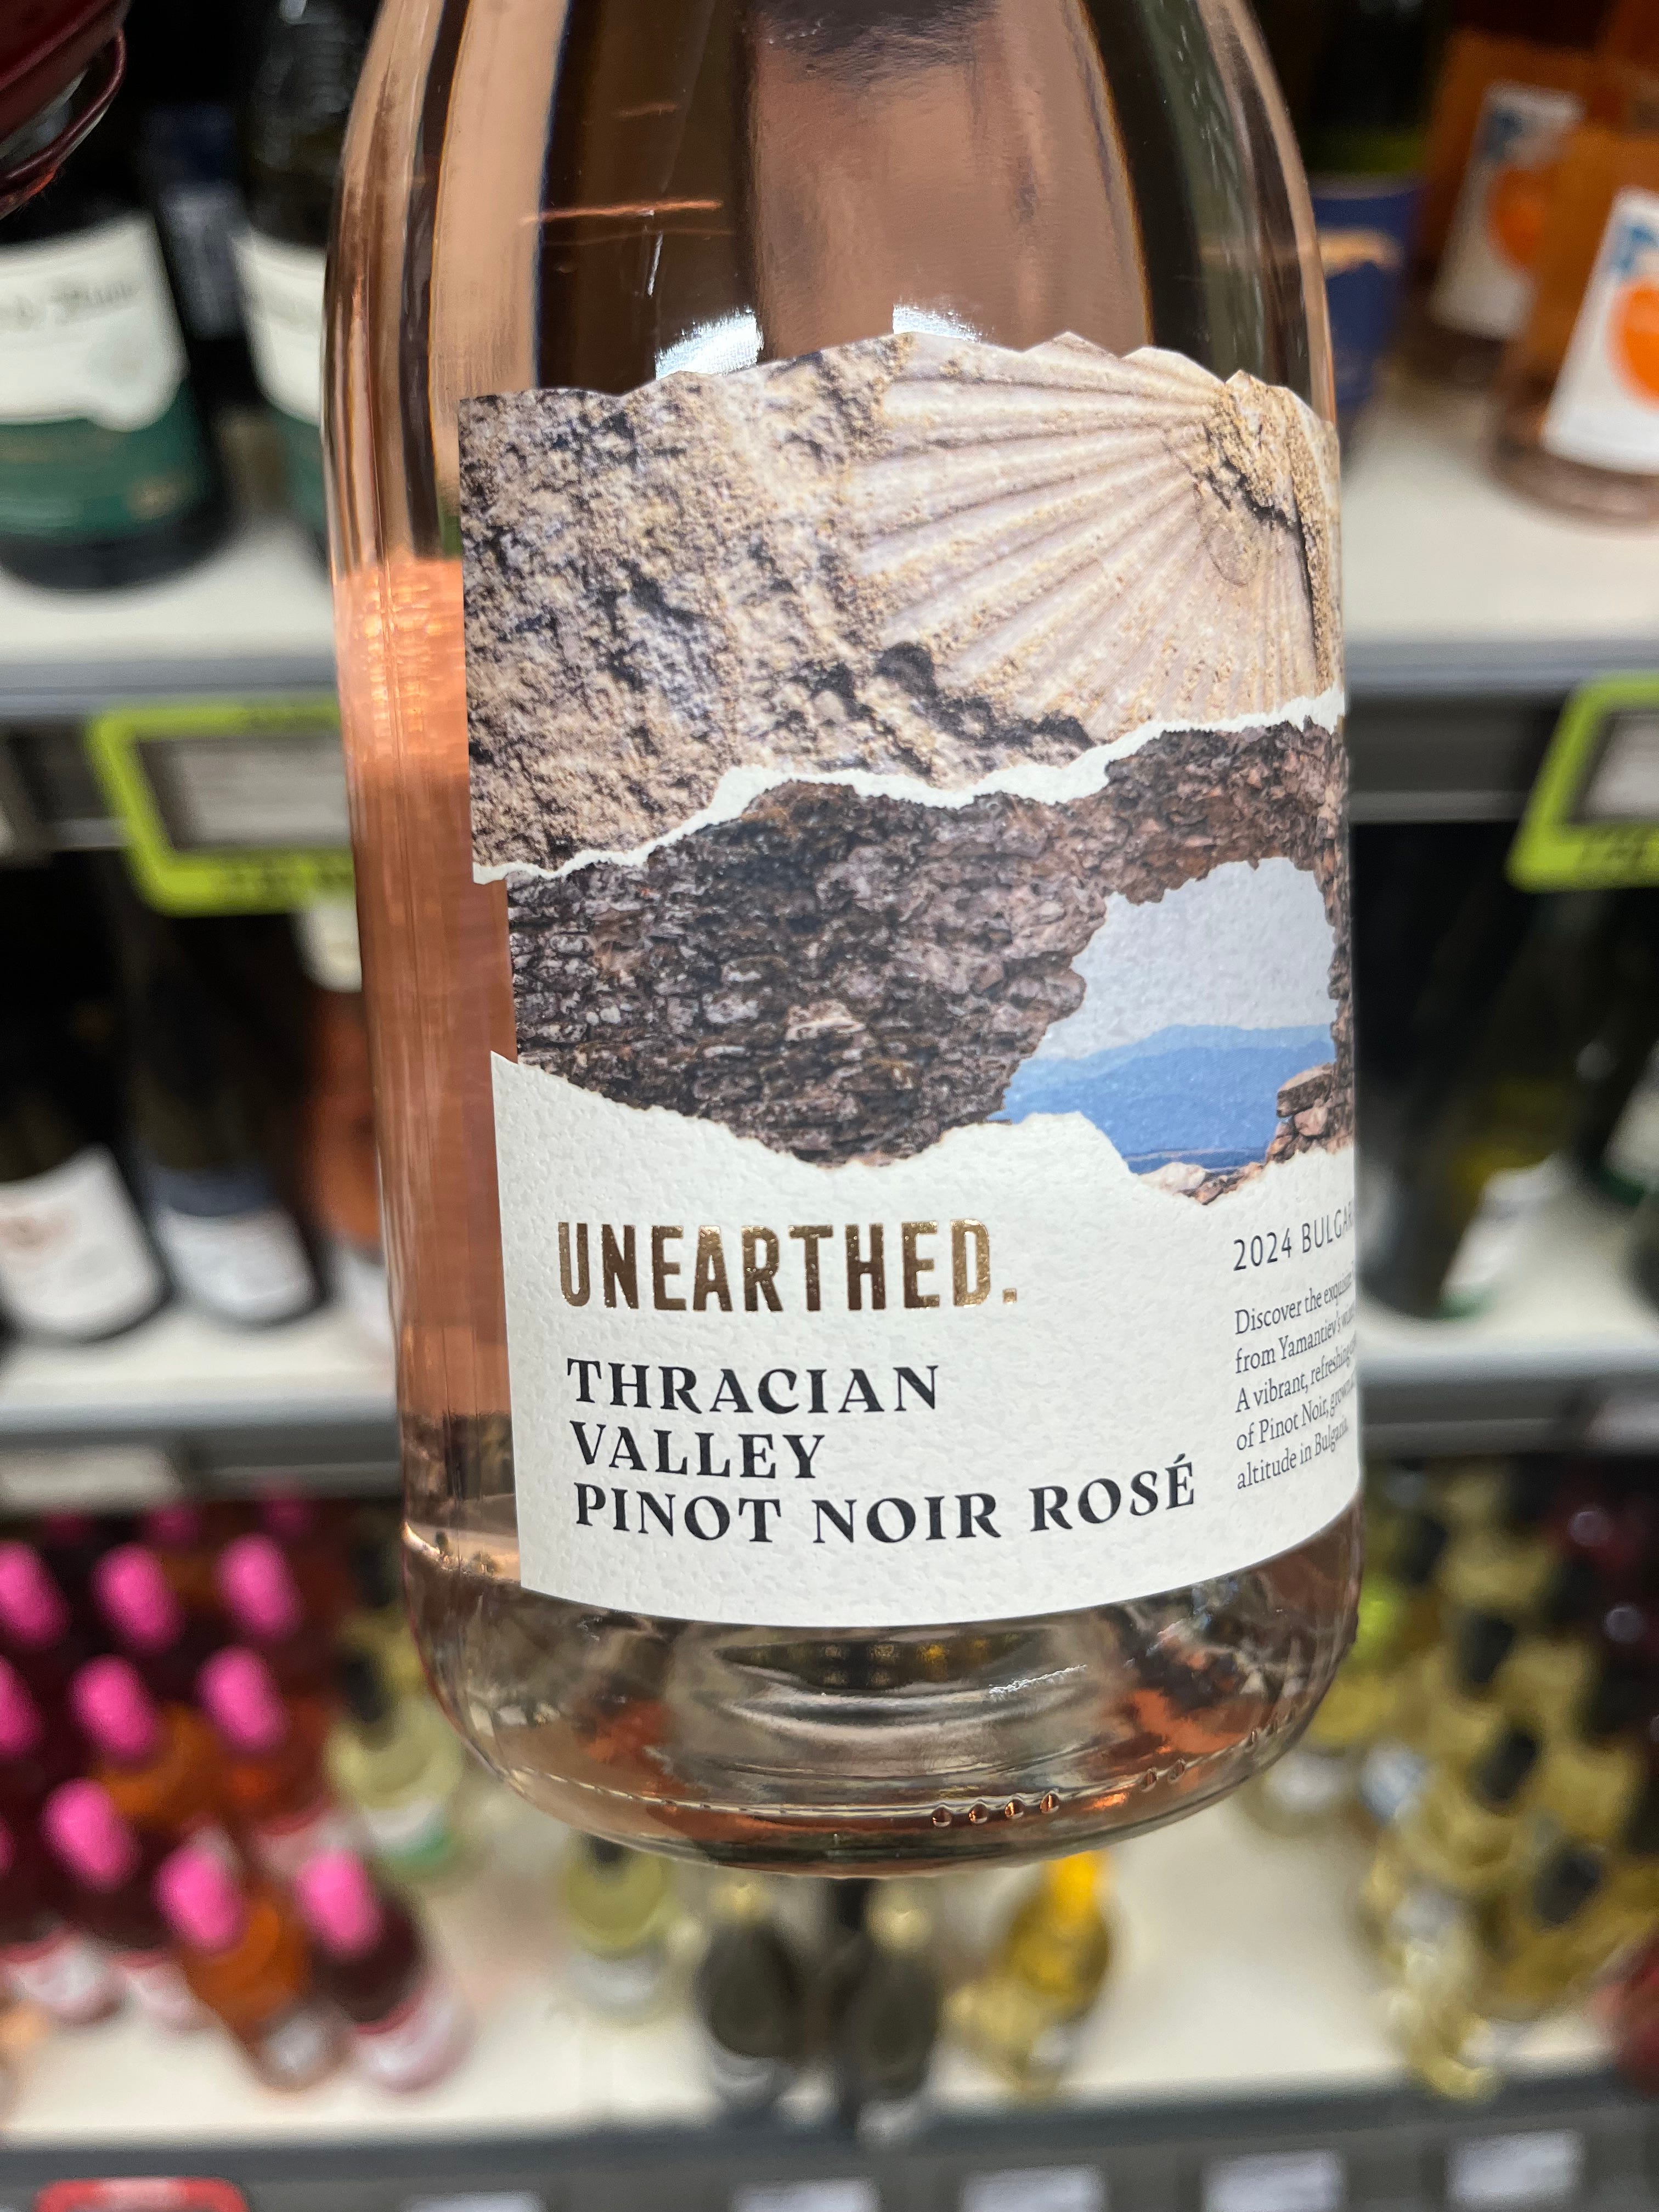 UNEARTHED.
THRACIAN
VALLEY
PINOT NOIR ROSÉ
2024
Discover the
from Yamantiev's
A vibrant, refreshing
of Pinot Noir,
altitude in Bulgaria.